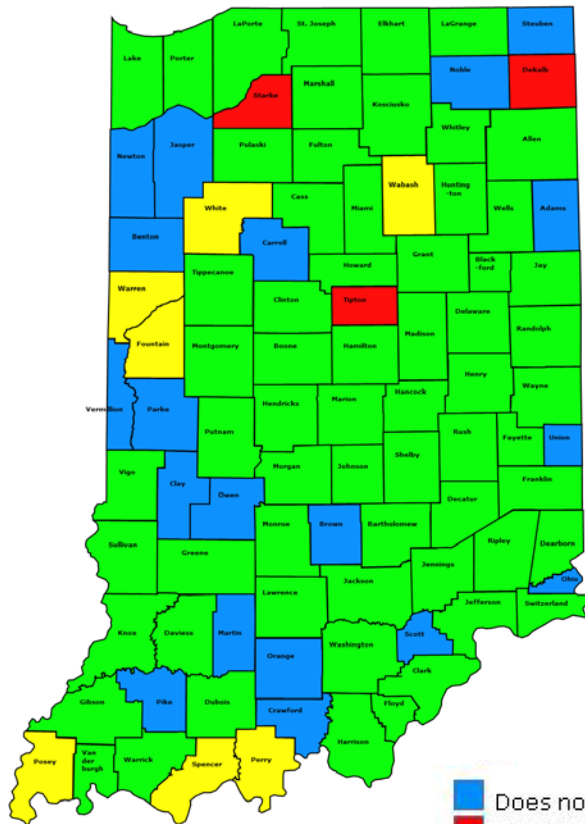 LaPorte
St. Joseph
Elkhart
LaGrange
Steuben
Lake
Porter
Noble
Dekalb
Starke
Marshall
Kosciusko
Whitley
Allen
Newton
Jasper
Pulaski
Fulton
Wabash
Hunting
-ton
White
Cass
Miami
Wells
Adams
Benton
Carroll
Grant
Black
-ford
Jay
Tippecanoe
Howard
Warren
Clinton
Tipton
Delaware
Madison
Randolph
Fountain
Montgomery
Boone
Hamilton
Henry
Wayne
Vermillion
Parke
Hendricks
Marion
Hancock
Putnam
Rush
Fayette
Union
Vigo
Clay
Owen
Morgan
Johnson
Shelby
Franklin
Decatur
Sullivan
Greene
Monroe
Brown
Bartholomew
Ripley
Dearborn
Jennings
Ohio
Lawrence
Jackson
Jefferson
Switzerland
Knox
Daviess
Martin
Orange
Washington
Scott
Clark
Gibson
Pike
Dubois
Crawford
Floyd
Harrison
Posey
Van
der
burgh
Warrick
Spencer
Perry
Does no